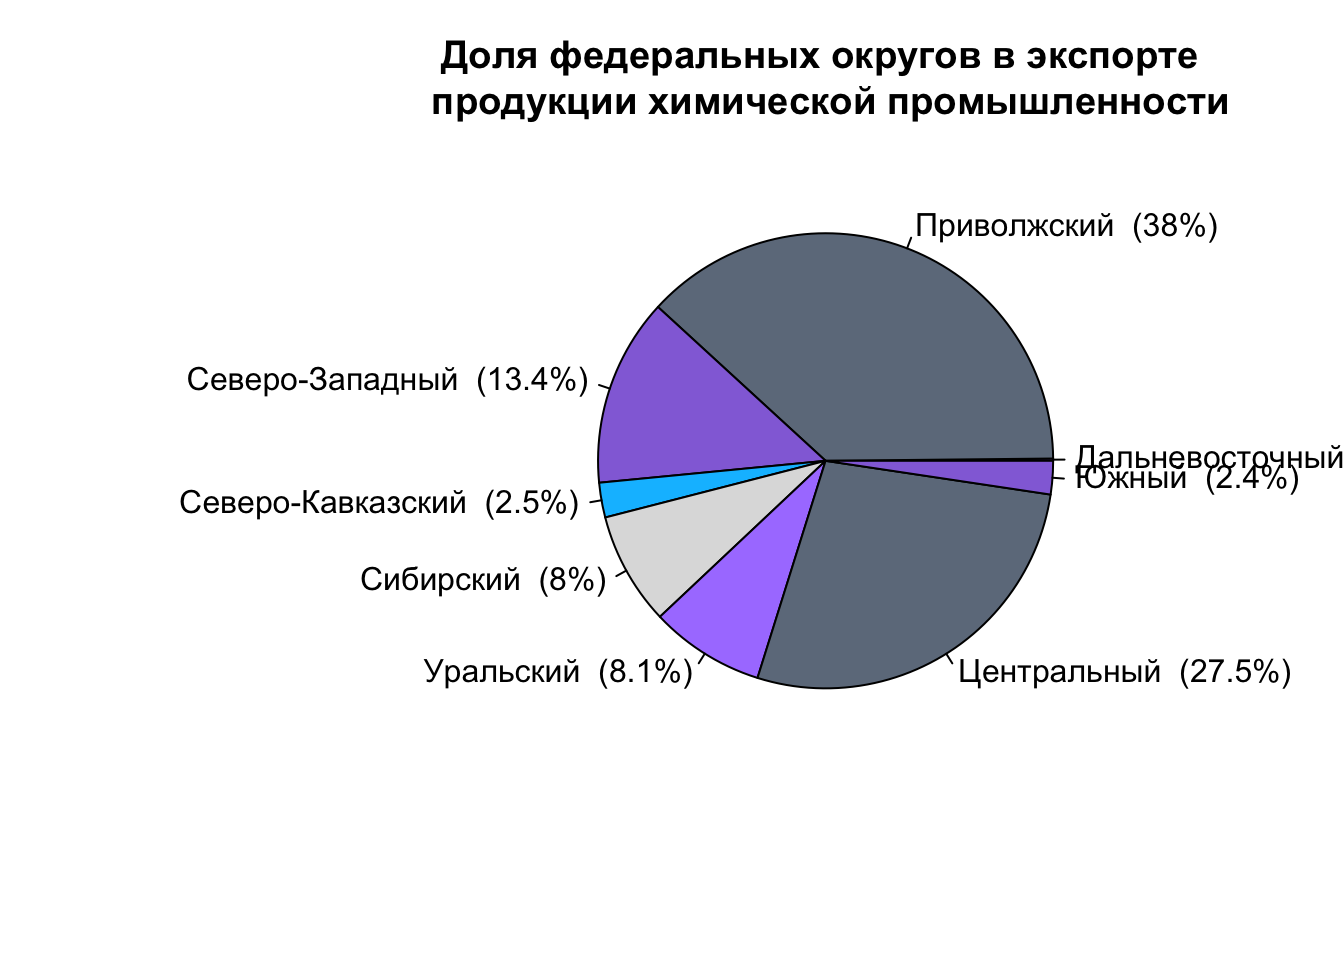 Доля федеральных округов в экспорте
продукции химической промышленности
Приволжский (38%)
Северо-Западный (13.4%)
Дальневосточный
Южный (2.4%)
Северо-Кавказский (2.5%)
Сибирский (8%)
Уральский (8.1%)
Центральный (27.5%)